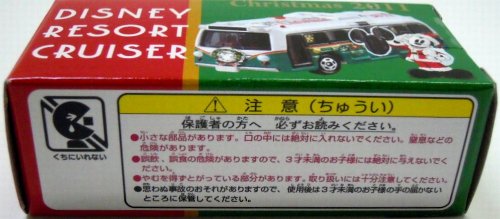 DISNEY
RESORT
CRUISER
Christmas 2011
注 意 (ちゅうい)
保護者の方へ 必ずお読みください。
●小さな部品があります。口の中には絶対に入れないでください。窒息などの
危険があります。
●誤飲、誤食の危険がありますので、3才未満のお子様には絶対に与えないでください。
●やむを得ずとがっている部分があります。取り扱いには十分注意してください。
●思わぬ事故のおそれがありますので、使用後は3才未満のお子様の手の届かない
ところに保管してください。
くちにいれない